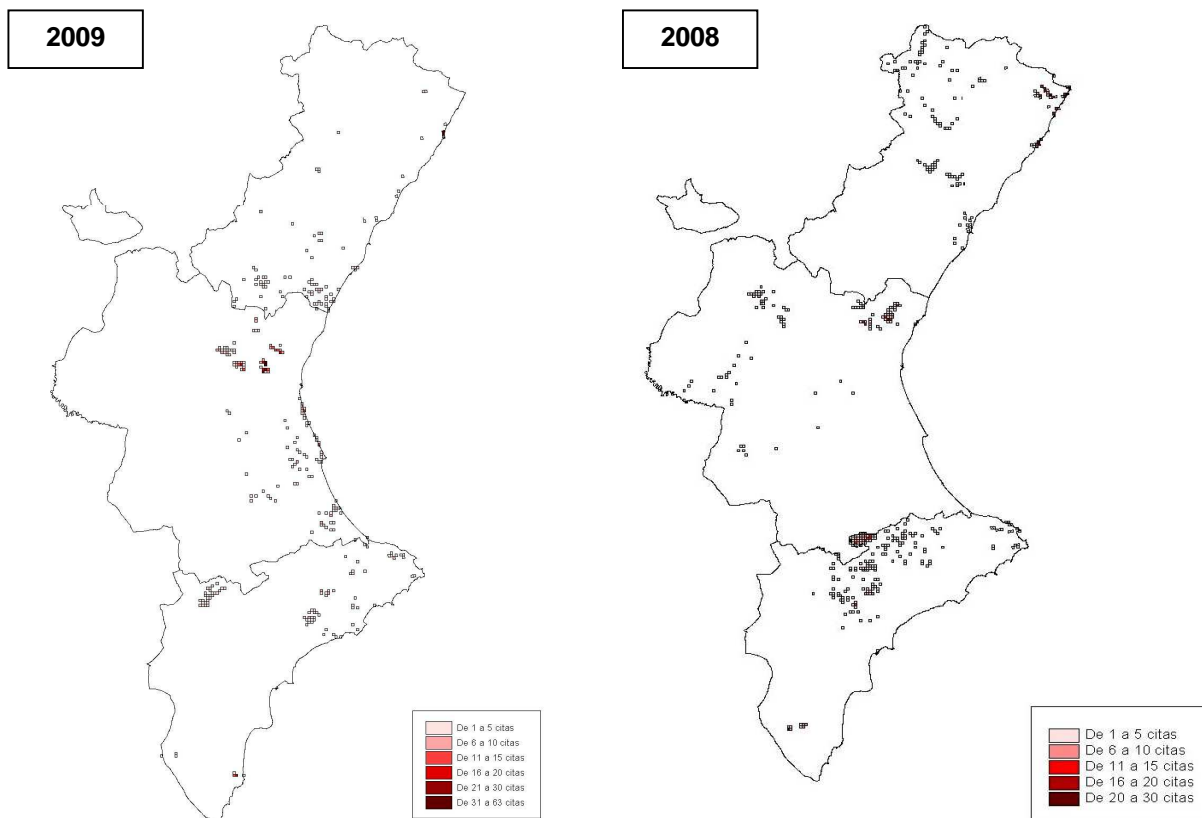 2009
2008
De 1 a 5 citas
De 6 a 10 citas
De 11 a 15 citas
De 16 a 20 citas
De 21 a 30 citas
De 31 a 63 citas
De 1 a 5 citas
De 6 a 10 citas
De 11 a 15 citas
De 16 a 20 citas
De 20 a 30 citas